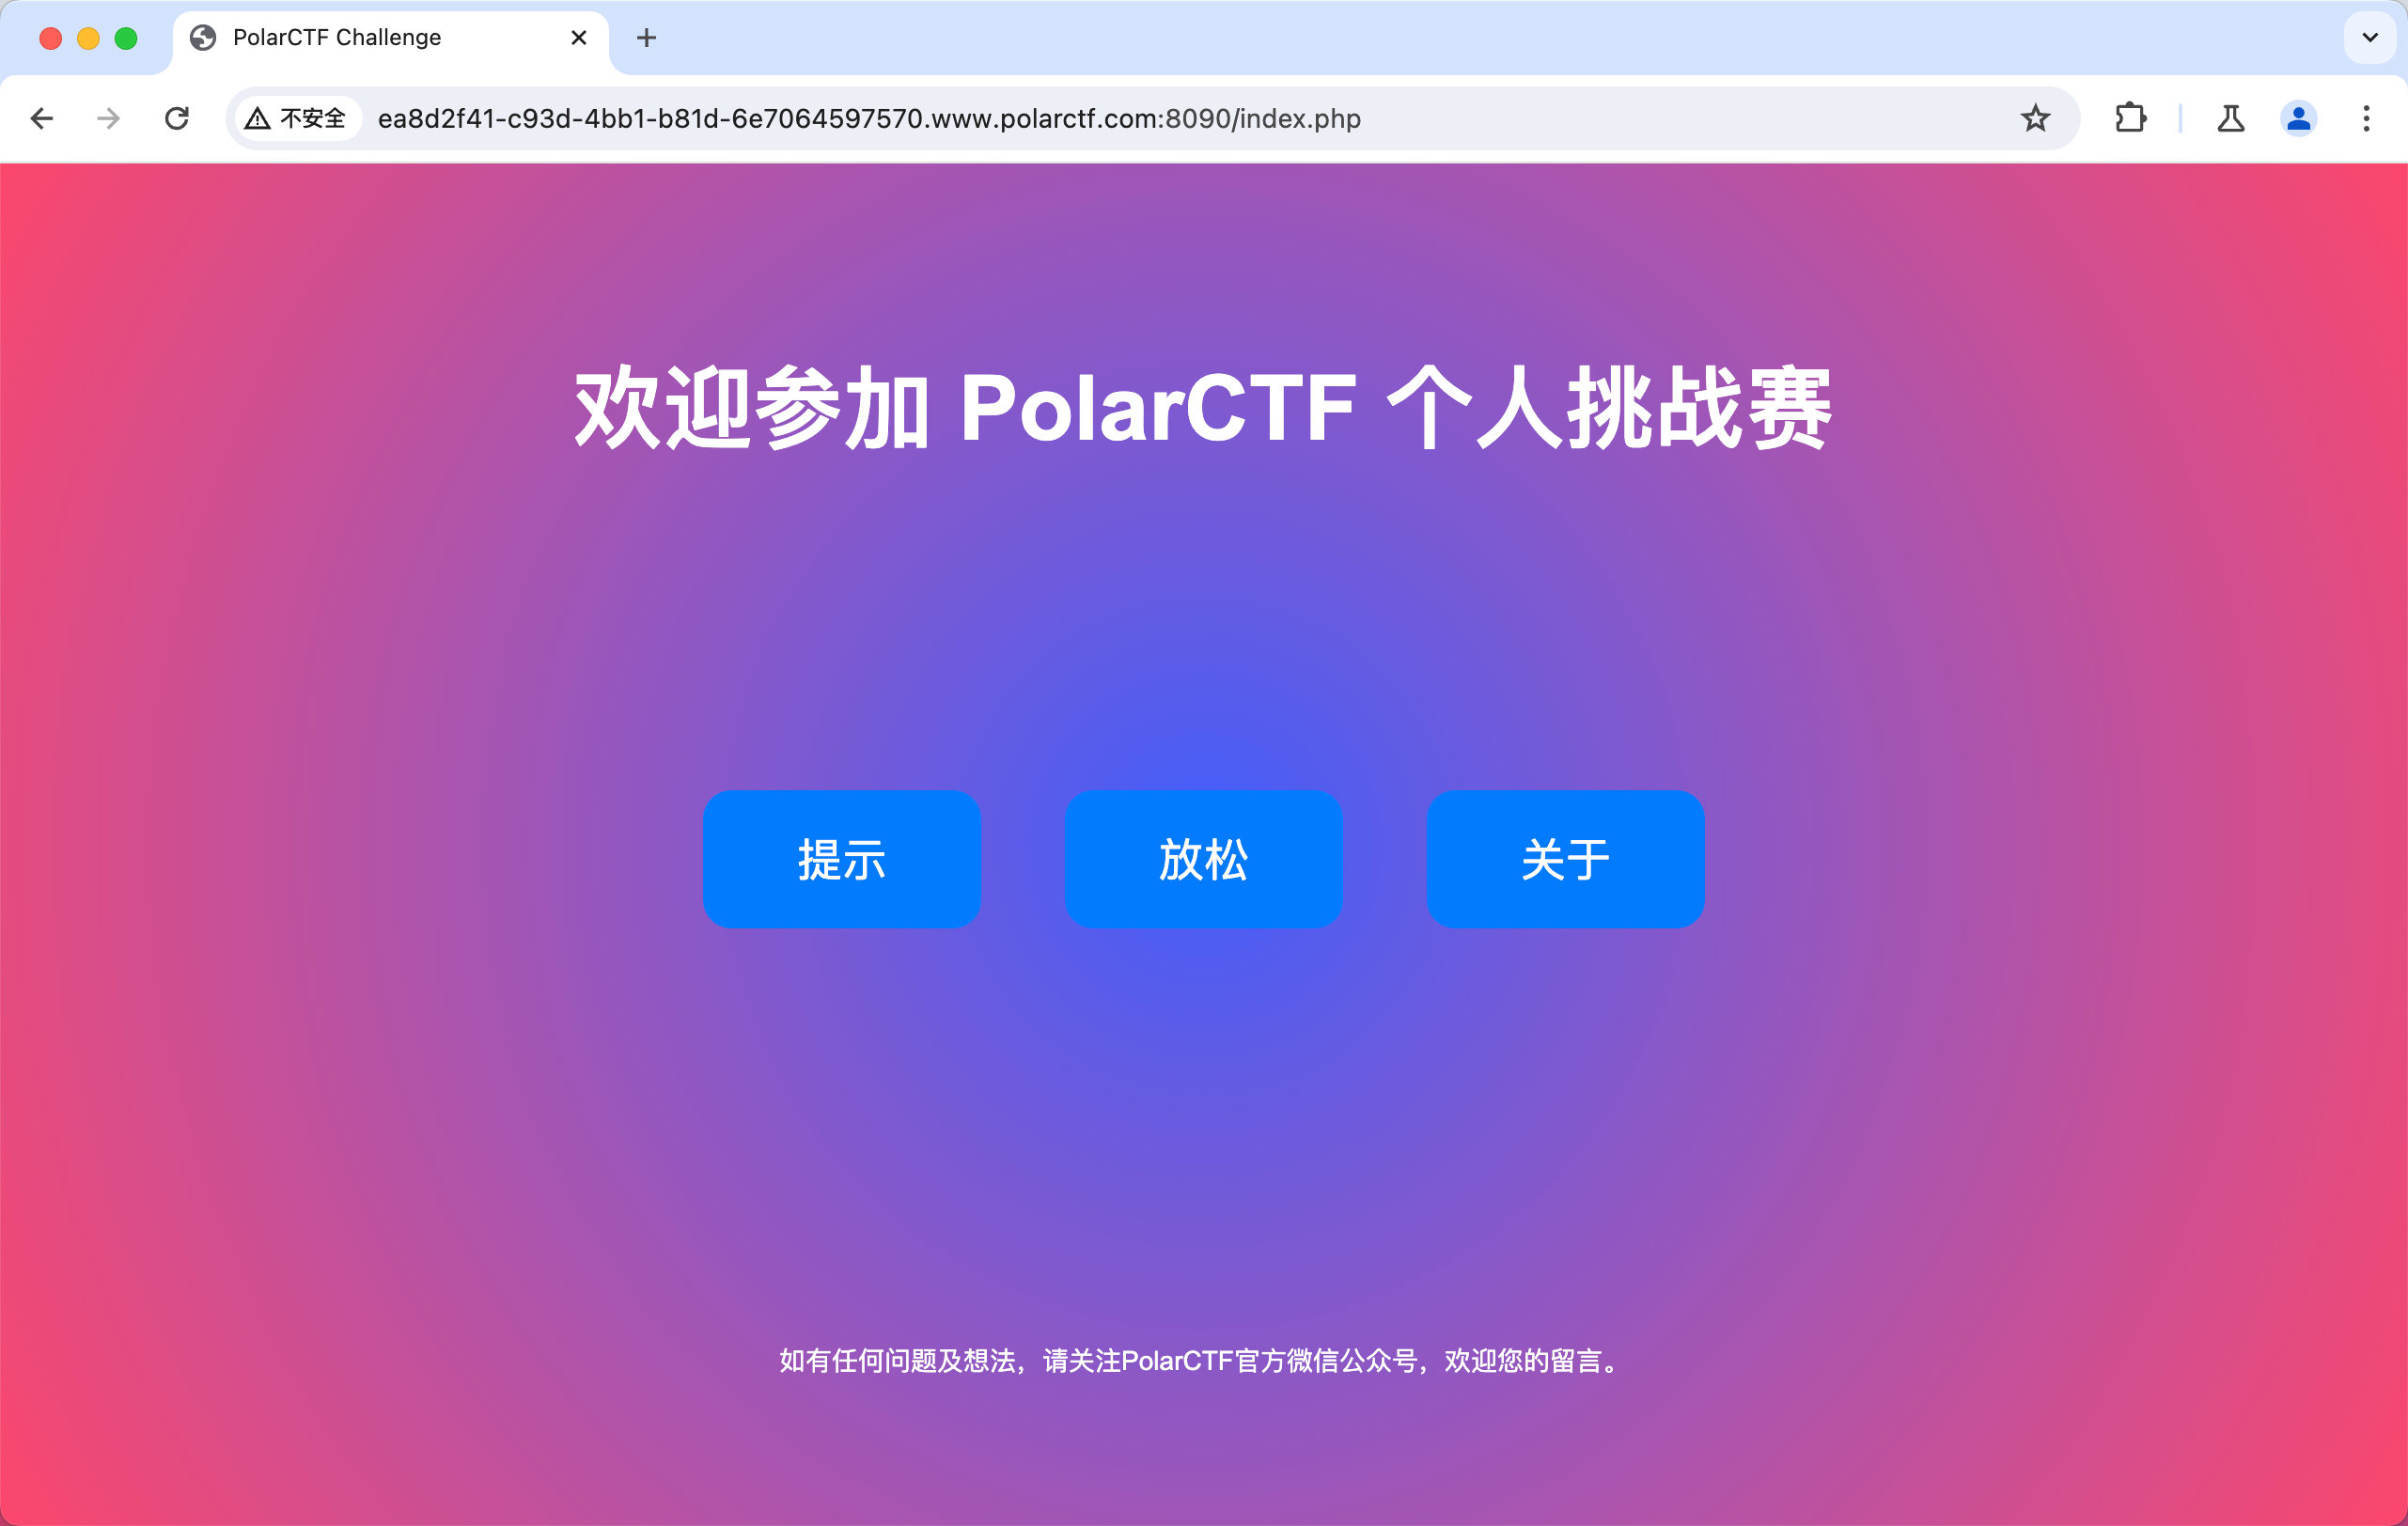 PolarCTF Challenge
不安全 ea8d2f41-c93d-4bb1-b81d-6e7064597570.www.polarctf.com:8090/index.php
欢迎参加 PolarCTF 个人挑战赛
提示 放松 关于
如有任何问题及想法，请关注PolarCTF官方微信公众号，欢迎您的留言。